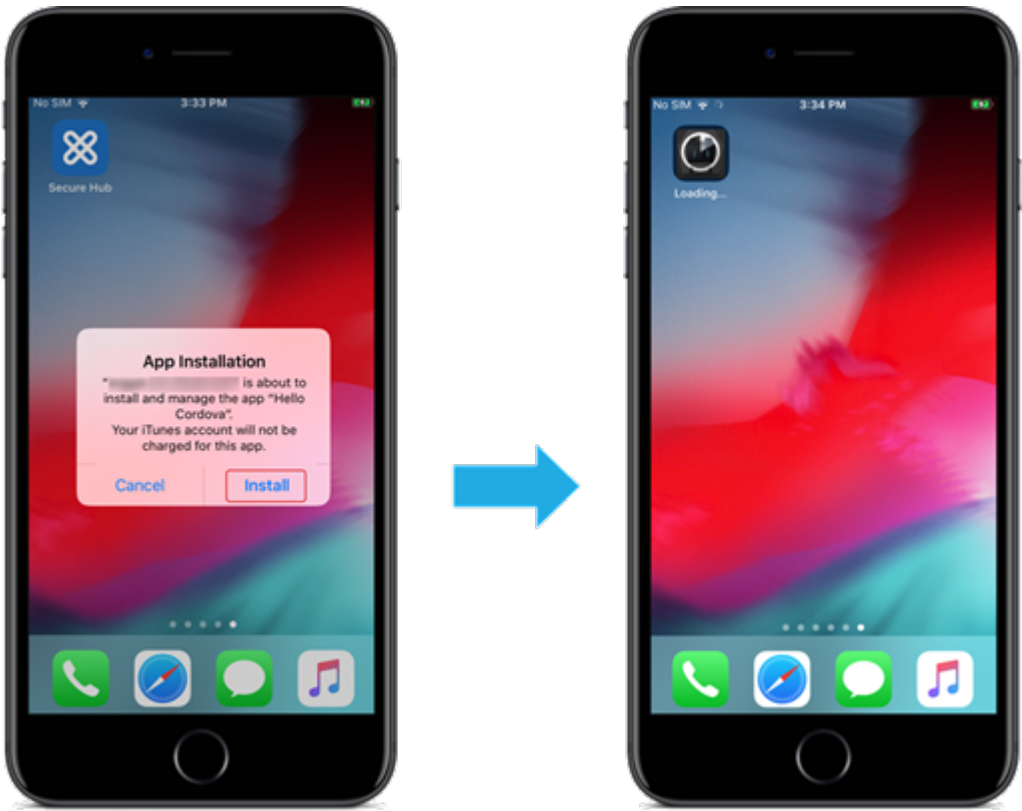 No SIM 3:33 PM
Secure Hub
App Installation
" is about to
install and manage the app “Hello
Cordova”.
Your iTunes account will not be
charged for this app.
Cancel Install
No SIM 3:34 PM
Loading...